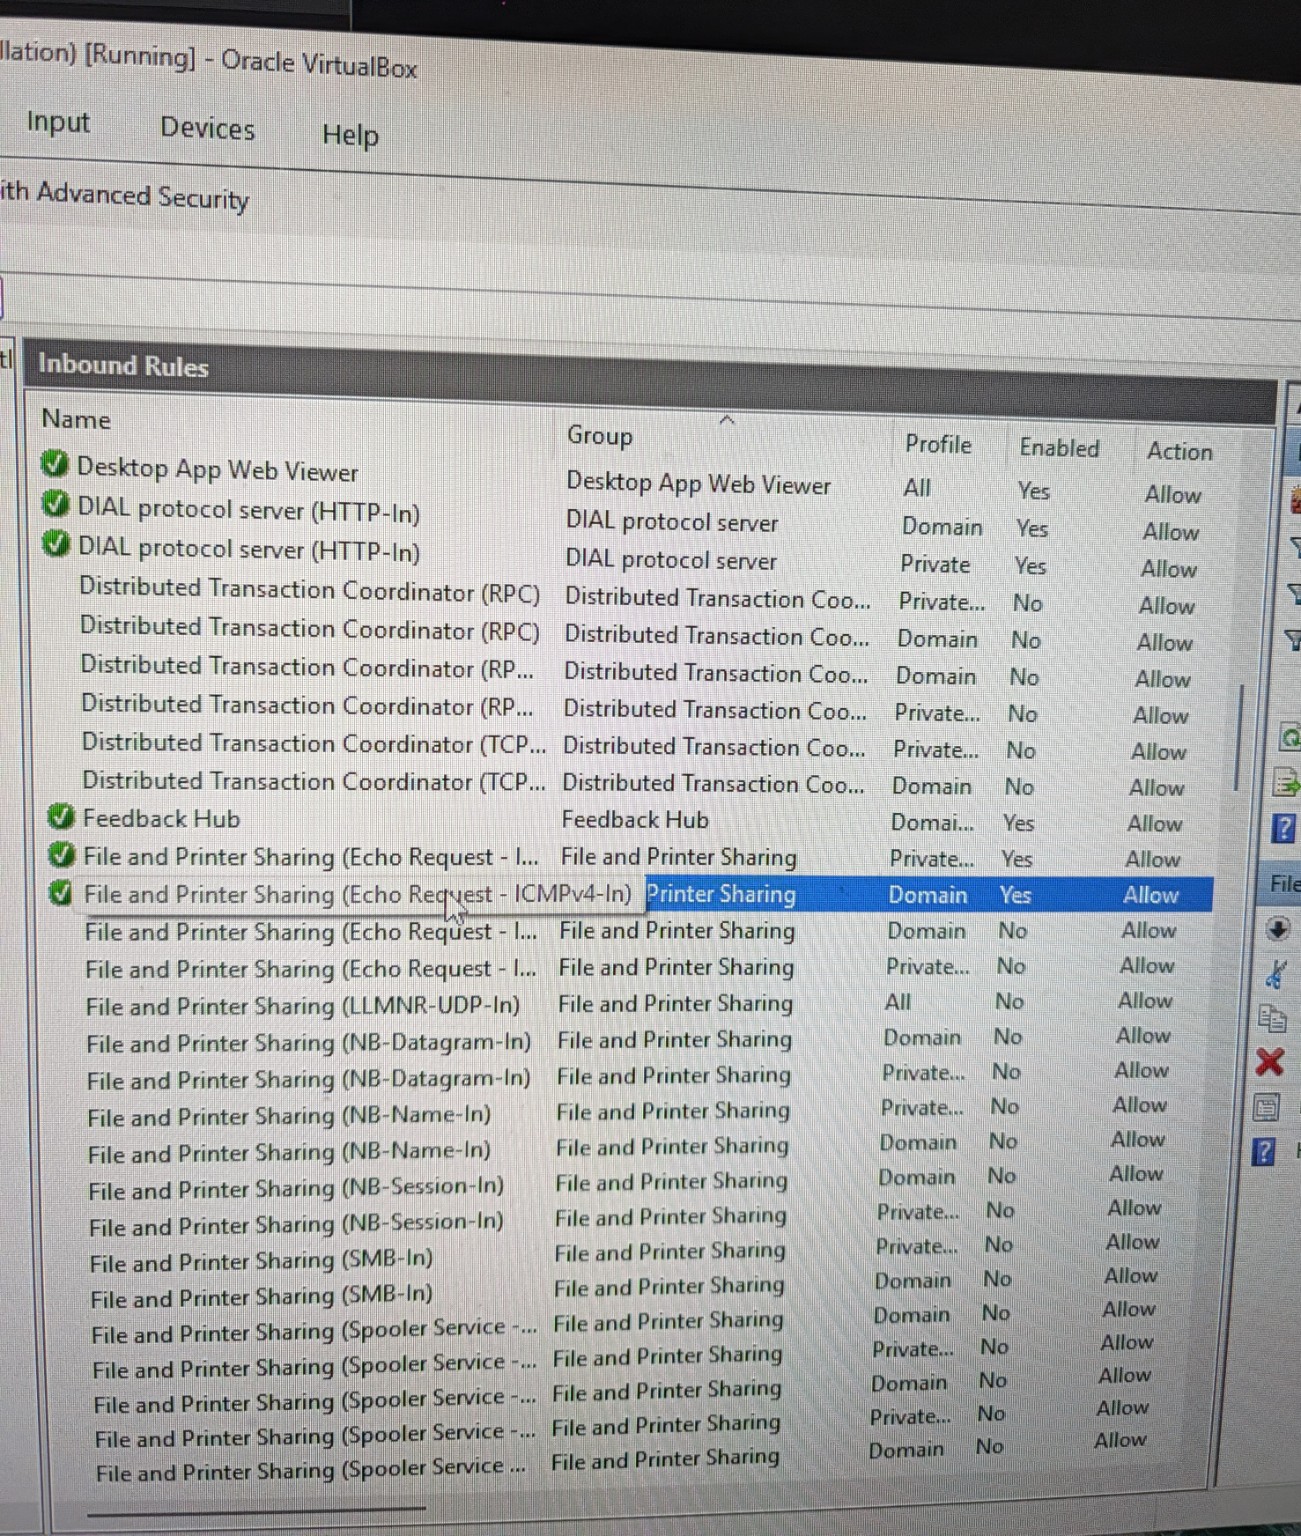 llation) [Running] - Oracle VirtualBox
Input Devices Help
ith Advanced Security
Inbound Rules
Name Group Profile Enabled Action
Desktop App Web Viewer Desktop App Web Viewer All Yes Allow
DIAL protocol server (HTTP-In) DIAL protocol server Domain Yes Allow
DIAL protocol server (HTTP-In) DIAL protocol server Private Yes Allow
Distributed Transaction Coordinator (RPC) Distributed Transaction Coo... Private... No Allow
Distributed Transaction Coordinator (RPC) Distributed Transaction Coo... Domain No Allow
Distributed Transaction Coordinator (RP... Distributed Transaction Coo... Domain No Allow
Distributed Transaction Coordinator (RP... Distributed Transaction Coo... Private... No Allow
Distributed Transaction Coordinator (TCP... Distributed Transaction Coo... Private... No Allow
Distributed Transaction Coordinator (TCP... Distributed Transaction Coo... Domain No Allow
Feedback Hub Feedback Hub Domai... Yes Allow
File and Printer Sharing (Echo Request - I... File and Printer Sharing Private... Yes Allow
File and Printer Sharing (Echo Request - ICMPv4-In) Printer Sharing Domain Yes Allow
File
File and Printer Sharing (Echo Request - I... File and Printer Sharing Domain No Allow
File and Printer Sharing (Echo Request - I... File and Printer Sharing Private... No Allow
File and Printer Sharing (LLMNR-UDP-In) File and Printer Sharing All No Allow
File and Printer Sharing (NB-Datagram-In) File and Printer Sharing Domain No Allow
File and Printer Sharing (NB-Datagram-In) File and Printer Sharing Private... No Allow
File and Printer Sharing (NB-Name-In) File and Printer Sharing Private... No Allow
File and Printer Sharing (NB-Name-In) File and Printer Sharing Domain No Allow
File and Printer Sharing (NB-Session-In) File and Printer Sharing Domain No Allow
File and Printer Sharing (NB-Session-In) File and Printer Sharing Private... No Allow
File and Printer Sharing (SMB-In) File and Printer Sharing Private... No Allow
File and Printer Sharing (SMB-In) File and Printer Sharing Domain No Allow
File and Printer Sharing (Spooler Service -... File and Printer Sharing Domain No Allow
File and Printer Sharing (Spooler Service -... File and Printer Sharing Private... No Allow
File and Printer Sharing (Spooler Service -... File and Printer Sharing Domain No Allow
File and Printer Sharing (Spooler Service -... File and Printer Sharing Private... No Allow
File and Printer Sharing (Spooler Service ... File and Printer Sharing Domain No Allow